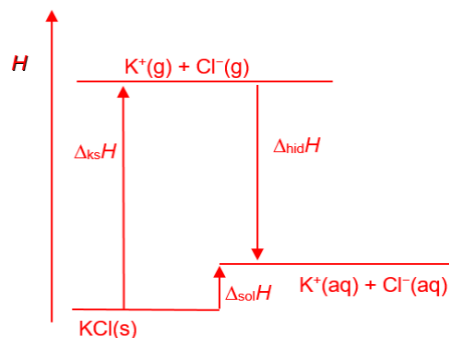 H
K⁺(g) + Cl⁻(g)
ΔksH
ΔhidH
ΔsolH
K⁺(aq) + Cl⁻(aq)
KCl(s)